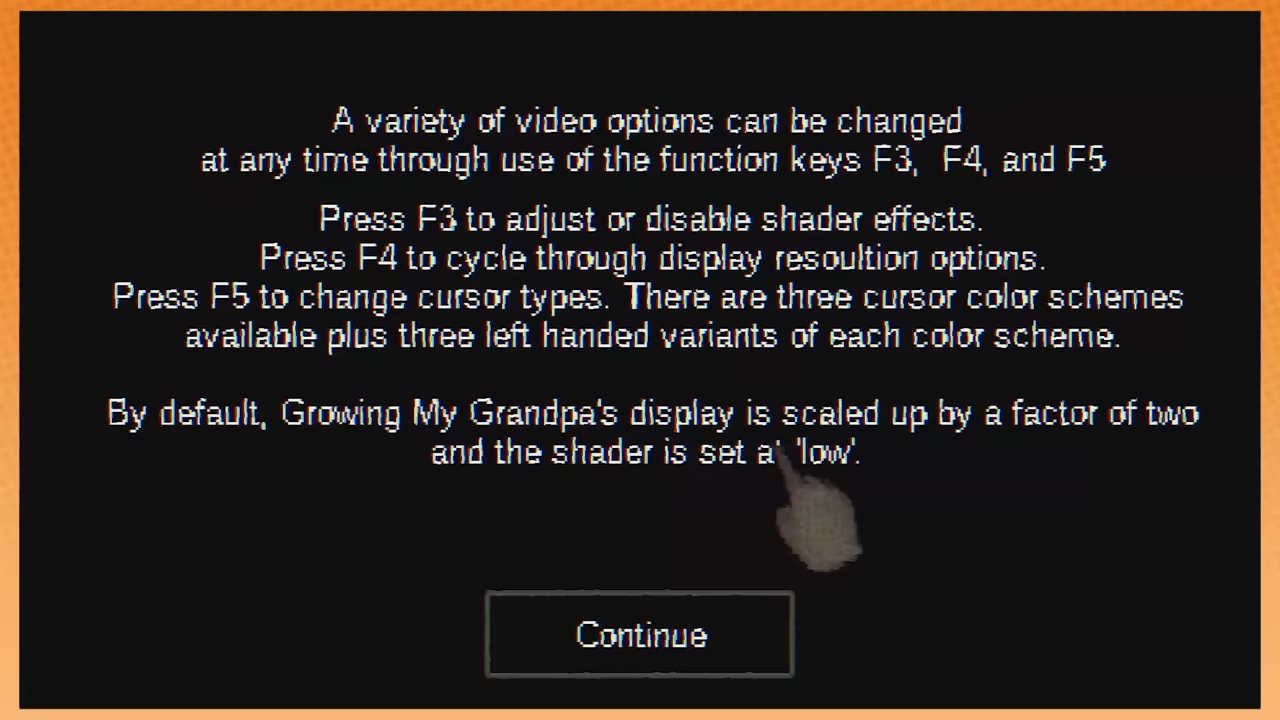 A variety of video options can be changed
at any time through use of the function keys F3, F4, and F5
Press F3 to adjust or disable shader effects.
Press F4 to cycle through display resoultion options.
Press F5 to change cursor types. There are three cursor color schemes
available plus three left handed variants of each color scheme.
By default, Growing My Grandpa's display is scaled up by a factor of two
and the shader is set at 'low'.
Continue